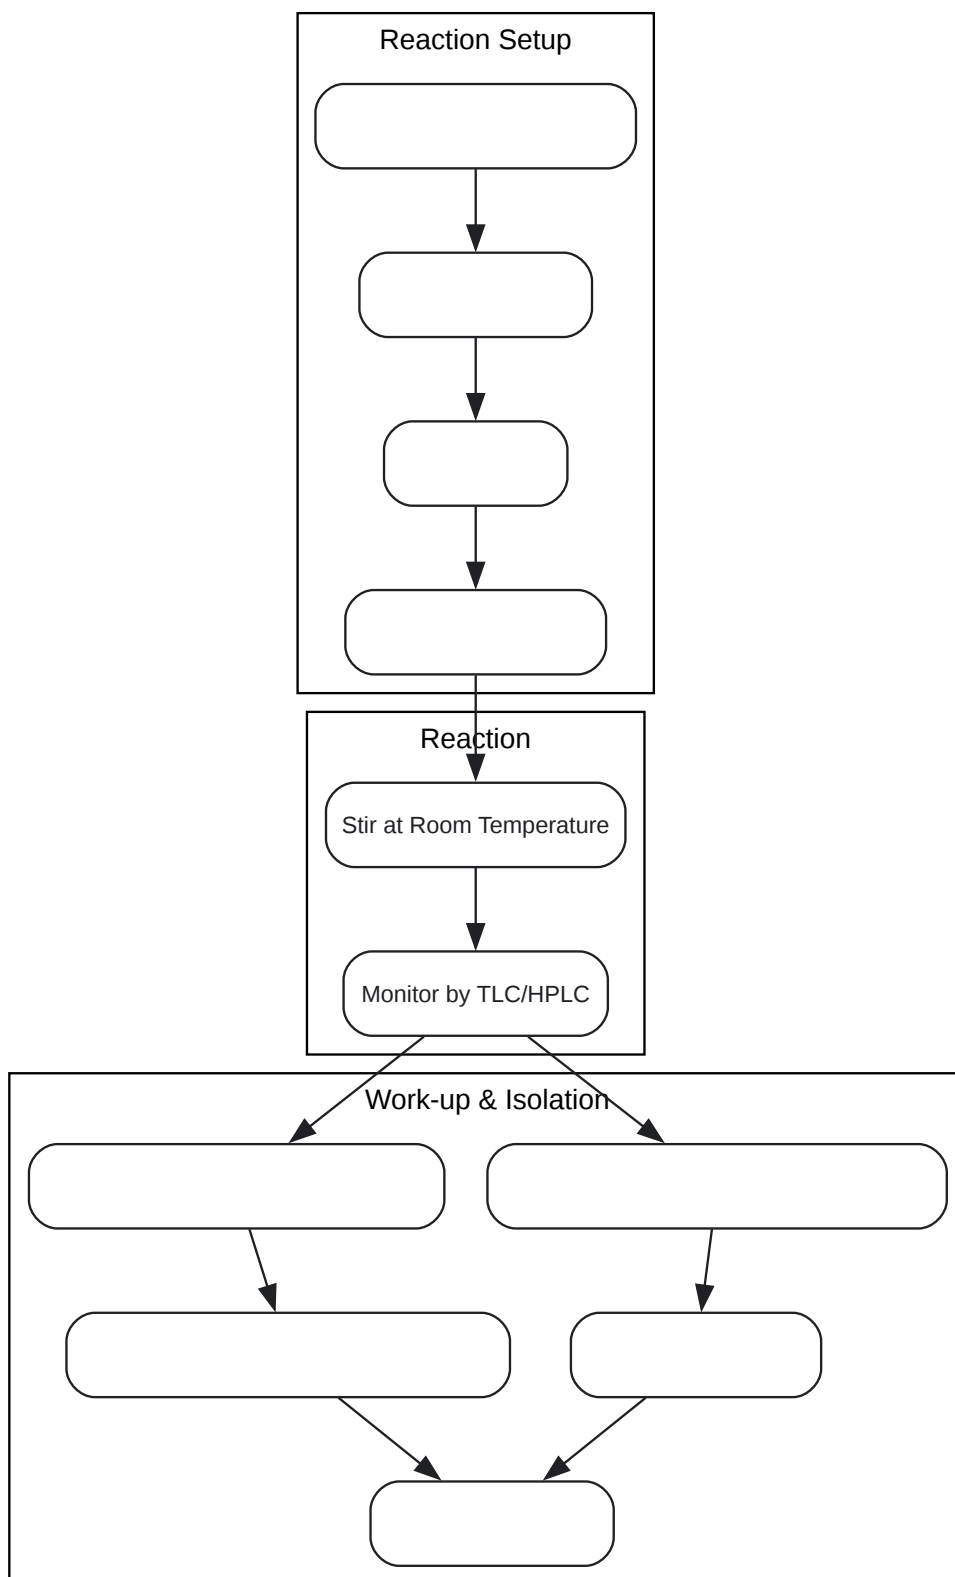 Reaction Setup
Reaction
Stir at Room Temperature
Monitor by TLC/HPLC
Work-up & Isolation